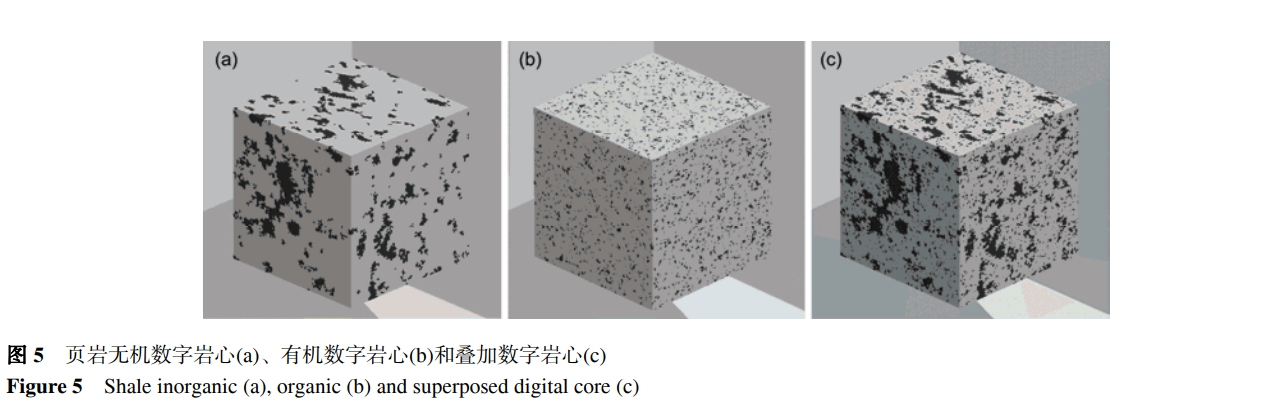 (a) (b) (c)
图 5 页岩无机数字岩心(a)、有机数字岩心(b)和叠加数字岩心(c)
Figure 5 Shale inorganic (a), organic (b) and superposed digital core (c)